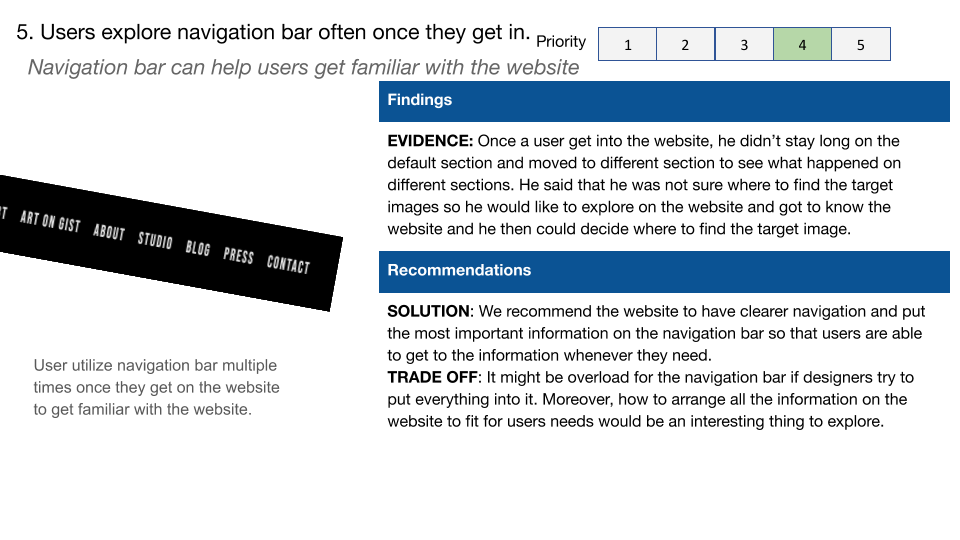 5. Users explore navigation bar often once they get in.
Priority
1 2 3 4 5
Navigation bar can help users get familiar with the website
Findings
EVIDENCE: Once a user get into the website, he didn’t stay long on the
default section and moved to different section to see what happened on
different sections. He said that he was not sure where to find the target
images so he would like to explore on the website and got to know the
website and he then could decide where to find the target image.
ART ON GIST ABOUT STUDIO BLOG PRESS CONTACT
User utilize navigation bar multiple
times once they get on the website
to get familiar with the website.
Recommendations
SOLUTION: We recommend the website to have clearer navigation and put
the most important information on the navigation bar so that users are able
to get to the information whenever they need.
TRADE OFF: It might be overload for the navigation bar if designers try to
put everything into it. Moreover, how to arrange all the information on the
website to fit for users needs would be an interesting thing to explore.